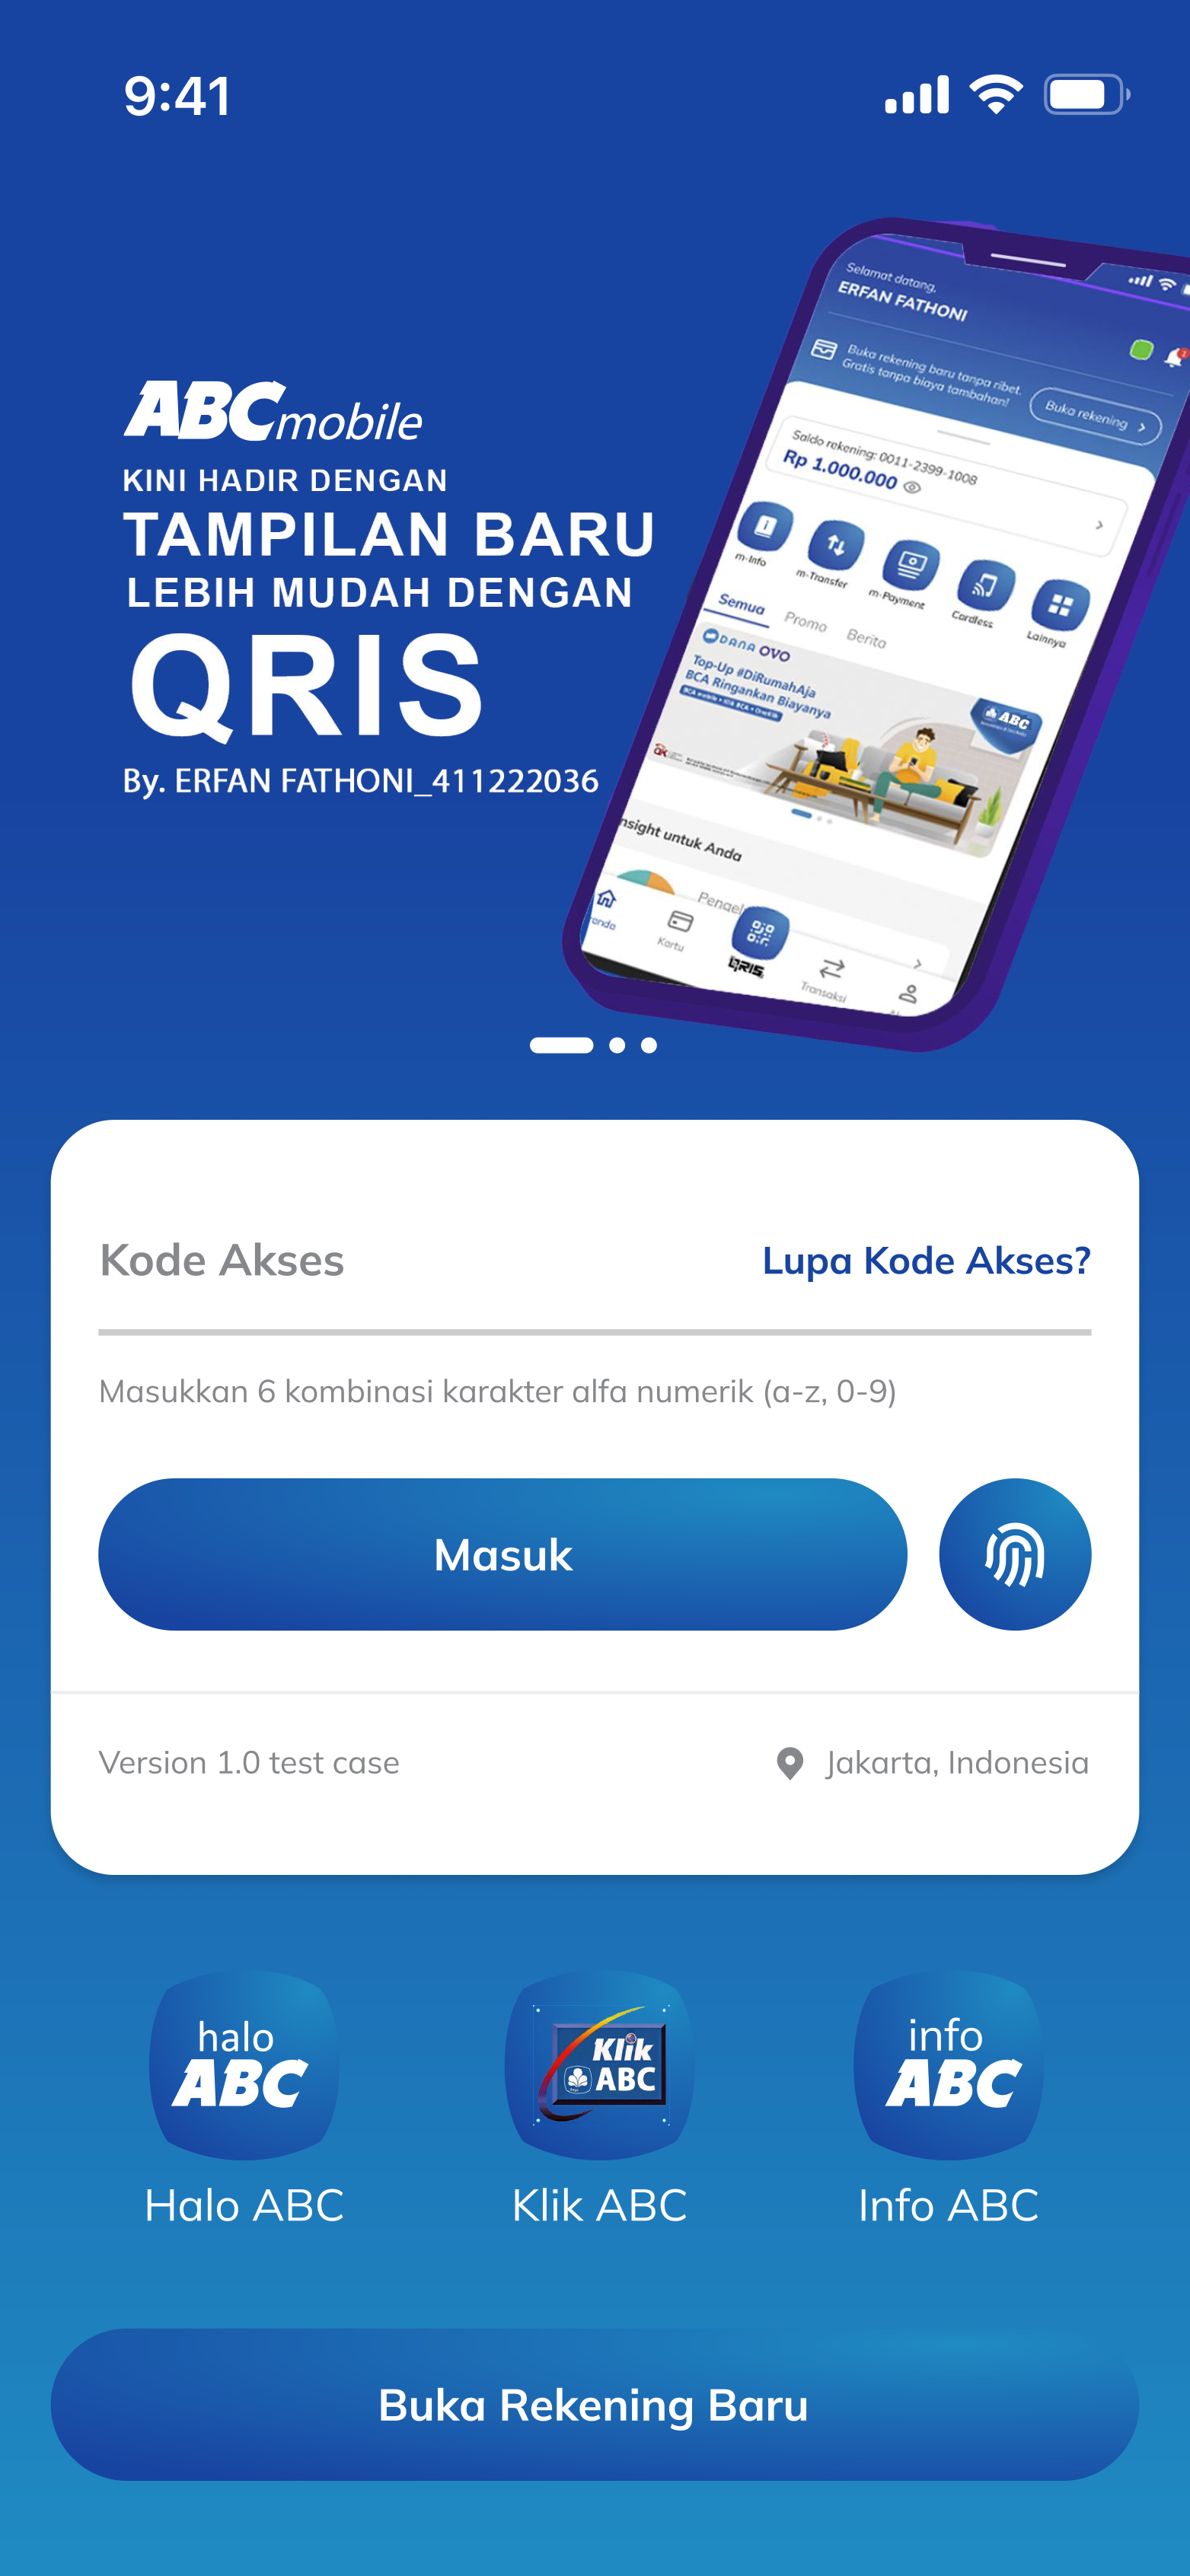 9:41
ABCmobile
KINI HADIR DENGAN
TAMPILAN BARU
LEBIH MUDAH DENGAN
QRIS
By. ERFAN FATHONI_411222036
Selamat datang,
ERFAN FATHONI
Buka rekening baru tanpa ribet.
Gratis tanpa biaya tambahan!
Buka rekening
Saldo rekening: 0011-2399-1008
Rp 1.000.000
m-Info
m-Transfer
m-Payment
Cardless
Lainnya
Semua Promo Berita
DANA OVO
Top-Up #DiRumahAja
BCA Ringankan Biayanya
ABC
nsight untuk Anda
Pengel
randa
Kartu
QRIS
Transaksi
Kode Akses
Lupa Kode Akses?
Masukkan 6 kombinasi karakter alfa numerik (a-z, 0-9)
Masuk
Version 1.0 test case
Jakarta, Indonesia
halo
ABC
Klik
ABC
info
ABC
Halo ABC
Klik ABC
Info ABC
Buka Rekening Baru